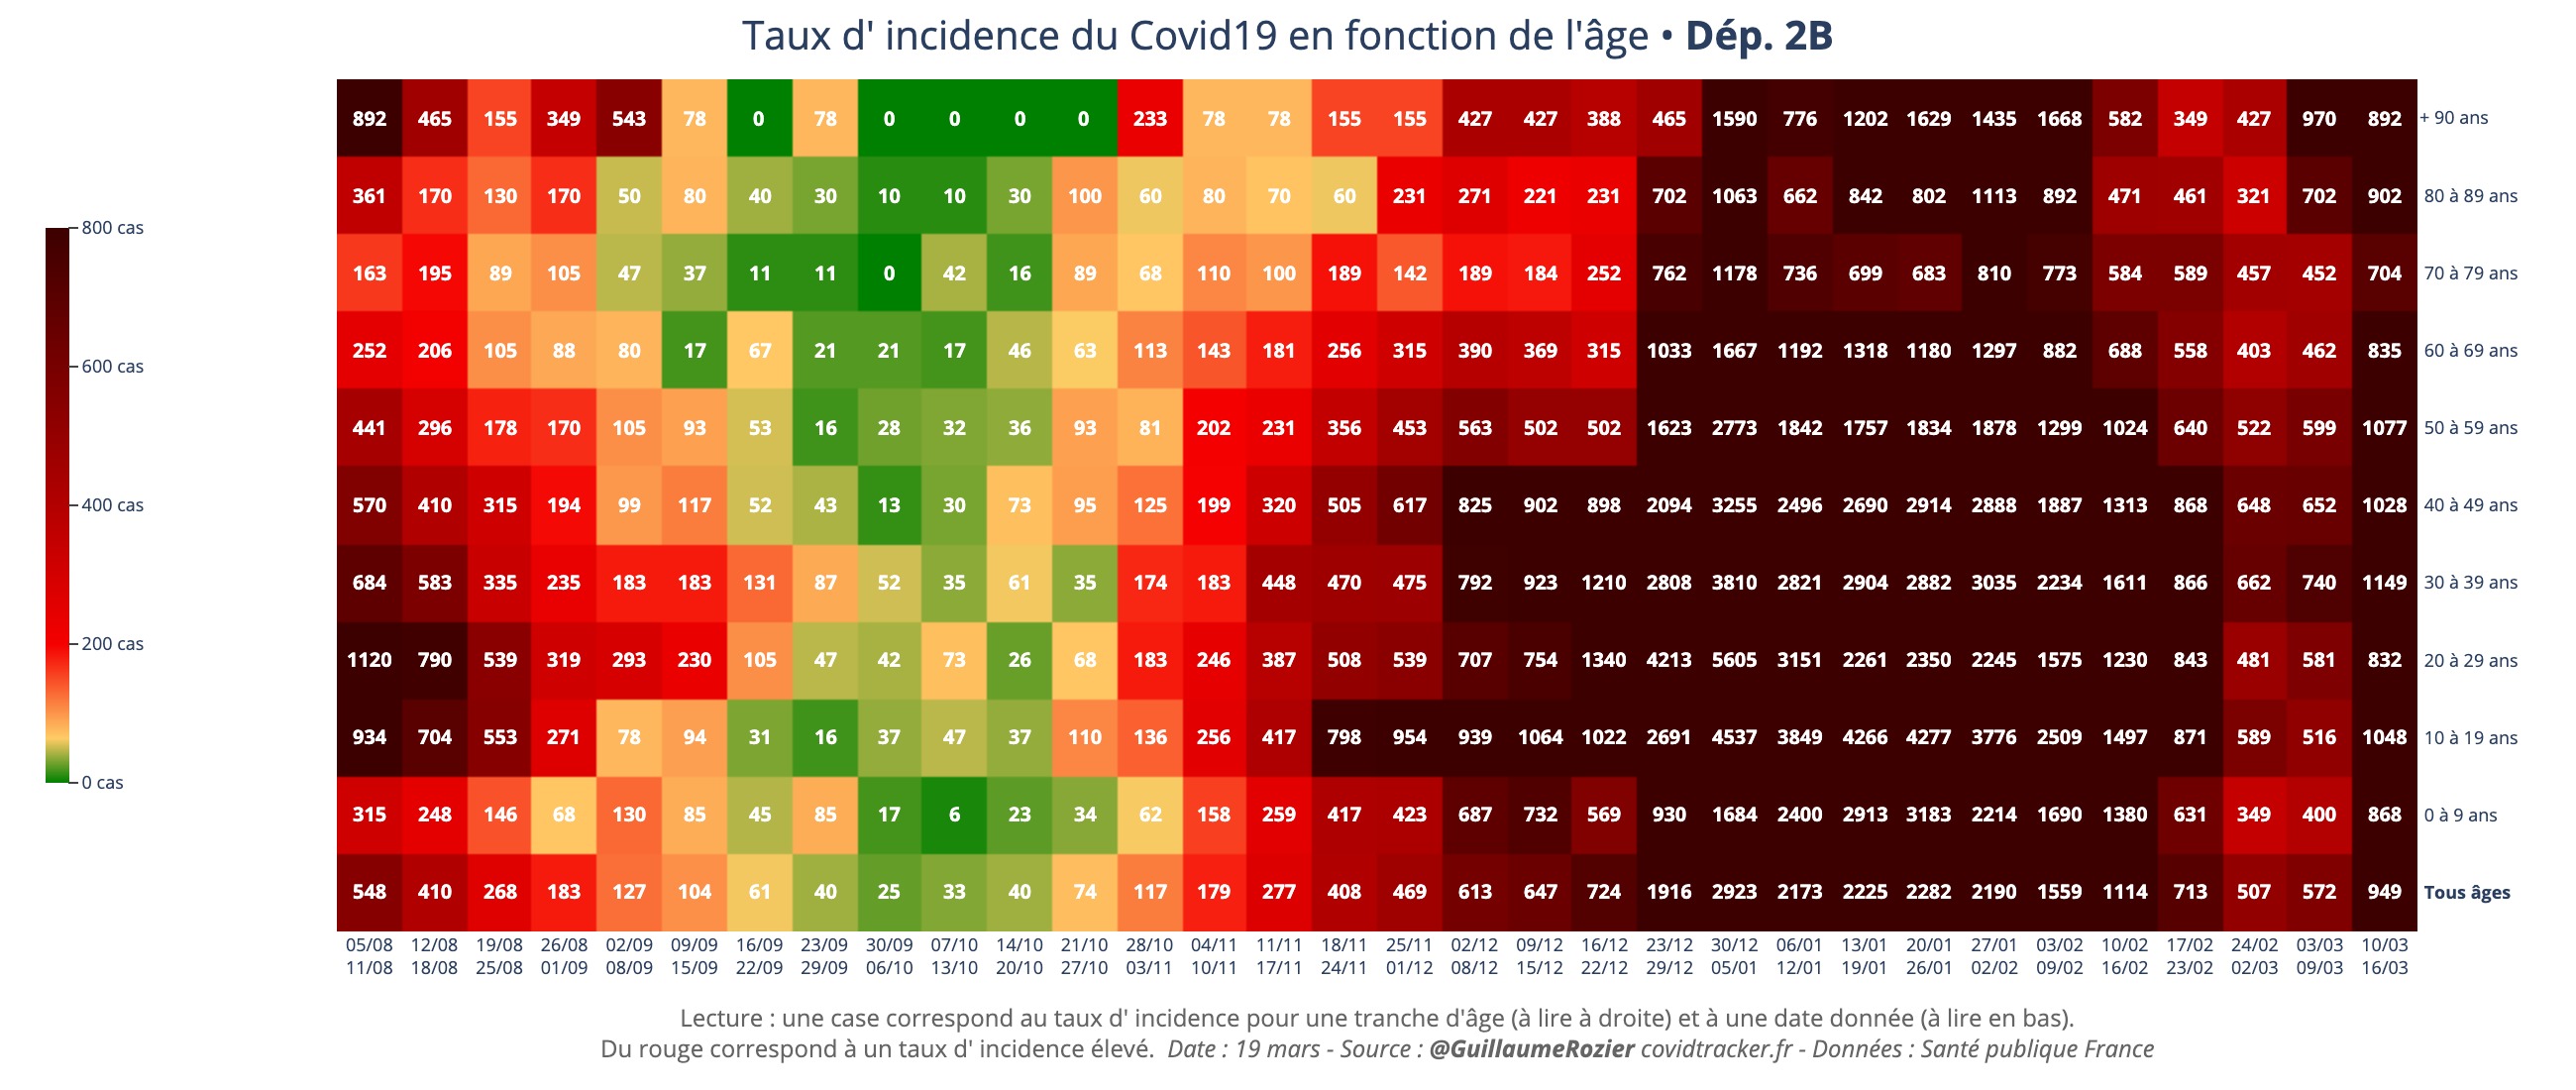 Taux d' incidence du Covid19 en fonction de l'âge • Dép. 2B
892 465 155 349 543 78 0 78 0 0 0 0 233 78 78 155 155 427 427 388 465 1590 776 1202 1629 1435 1668 582 349 427 970 892 + 90 ans
361 170 130 170 50 80 40 30 10 10 30 100 60 80 70 60 231 271 221 231 702 1063 662 842 802 1113 892 471 461 321 702 902 80 à 89 ans
800 cas
163 195 89 105 47 37 11 11 0 42 16 89 68 110 100 189 142 189 184 252 762 1178 736 699 683 810 773 584 589 457 452 704 70 à 79 ans
252 206 105 88 80 17 67 21 21 17 46 63 113 143 181 256 315 390 369 315 1033 1667 1192 1318 1180 1297 882 688 558 403 462 835 60 à 69 ans
600 cas
441 296 178 170 105 93 53 16 28 32 36 93 81 202 231 356 453 563 502 502 1623 2773 1842 1757 1834 1878 1299 1024 640 522 599 1077 50 à 59 ans
400 cas
570 410 315 194 99 117 52 43 13 30 73 95 125 199 320 505 617 825 902 898 2094 3255 2496 2690 2914 2888 1887 1313 868 648 652 1028 40 à 49 ans
684 583 335 235 183 183 131 87 52 35 61 35 174 183 448 470 475 792 923 1210 2808 3810 2821 2904 2882 3035 2234 1611 866 662 740 1149 30 à 39 ans
200 cas
1120 790 539 319 293 230 105 47 42 73 26 68 183 246 387 508 539 707 754 1340 4213 5605 3151 2261 2350 2245 1575 1230 843 481 581 832 20 à 29 ans
934 704 553 271 78 94 31 16 37 47 37 110 136 256 417 798 954 939 1064 1022 2691 4537 3849 4266 4277 3776 2509 1497 871 589 516 1048 10 à 19 ans
0 cas
315 248 146 68 130 85 45 85 17 6 23 34 62 158 259 417 423 687 732 569 930 1684 2400 2913 3183 2214 1690 1380 631 349 400 868 0 à 9 ans
548 410 268 183 127 104 61 40 25 33 40 74 117 179 277 408 469 613 647 724 1916 2923 2173 2225 2282 2190 1559 1114 713 507 572 949 Tous âges
05/08 12/08 19/08 26/08 02/09 09/09 16/09 23/09 30/09 07/10 14/10 21/10 28/10 04/11 11/11 18/11 25/11 02/12 09/12 16/12 23/12 30/12 06/01 13/01 20/01 27/01 03/02 10/02 17/02 24/02 03/03 10/03
11/08 18/08 25/08 01/09 08/09 15/09 22/09 29/09 06/10 13/10 20/10 27/10 03/11 10/11 17/11 24/11 01/12 08/12 15/12 22/12 29/12 05/01 12/01 19/01 26/01 02/02 09/02 16/02 23/02 02/03 09/03 16/03
Lecture : une case correspond au taux d' incidence pour une tranche d'âge (à lire à droite) et à une date donnée (à lire en bas).
Du rouge correspond à un taux d' incidence élevé. Date : 19 mars - Source : @GuillaumeRozier covidtracker.fr - Données : Santé publique France